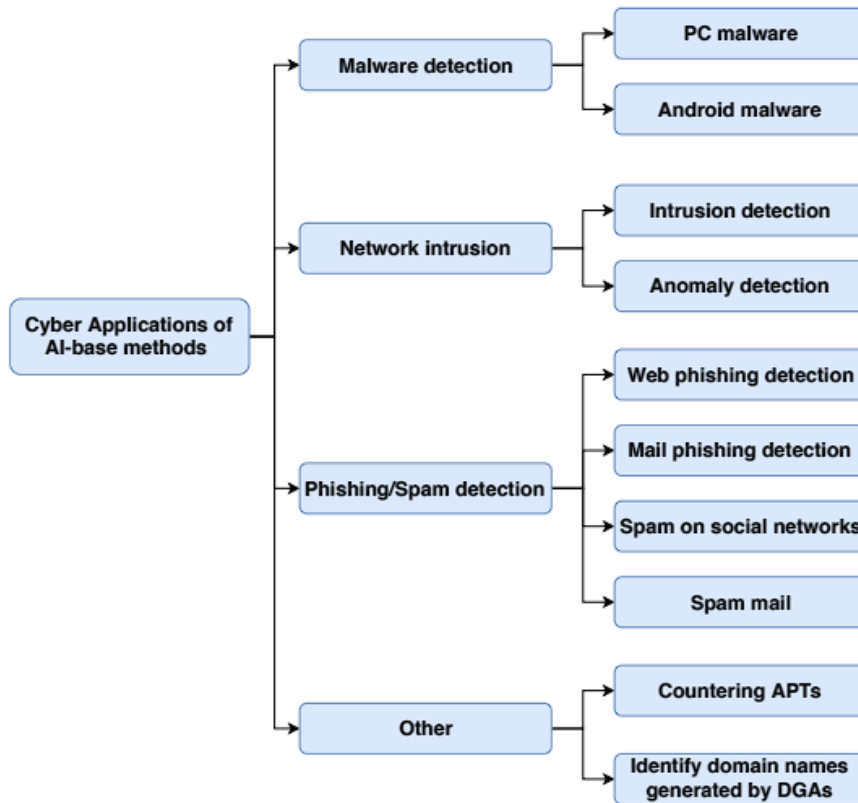 PC malware
Malware detection
Android malware
Intrusion detection
Network intrusion
Anomaly detection
Cyber Applications of
AI-base methods
Web phishing detection
Mail phishing detection
Phishing/Spam detection
Spam on social networks
Spam mail
Countering APTs
Other
Identify domain names
generated by DGAs